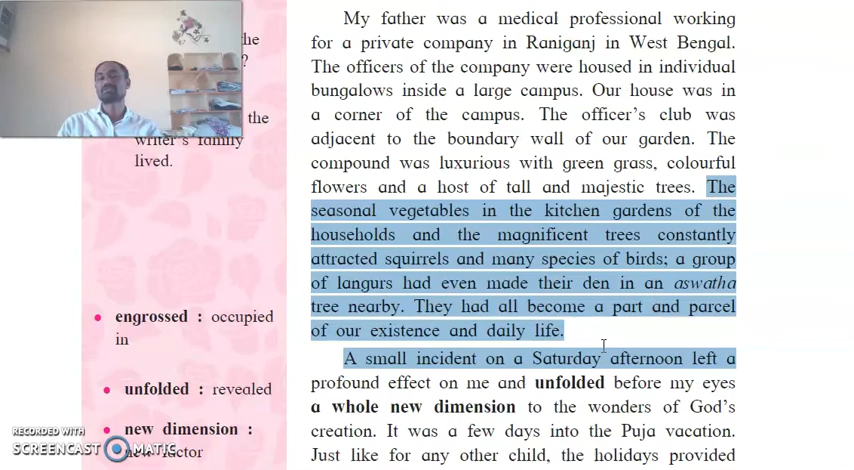 My father was a medical professional working
for a private company in Raniganj in West Bengal.
The officers of the company were housed in individual
bungalows inside a large campus. Our house was in
a corner of the campus. The officer's club was
adjacent to the boundary wall of our garden. The
compound was luxurious with green grass, colourful
flowers and a host of tall and majestic trees. The
seasonal vegetables in the kitchen gardens of the
households and the magnificent trees constantly
attracted squirrels and many species of birds; a group
of langurs had even made their den in an aswatha
tree nearby. They had all become a part and parcel
of our existence and daily life.
A small incident on a Saturday afternoon left a
profound effect on me and unfolded before my eyes
a whole new dimension to the wonders of God's
creation. It was a few days into the Puja vacation.
Just like for any other child, the holidays provided
the
?
the
writer's family
lived.
• engrossed : occupied
in
• unfolded : revealed
• new dimension :
new factor
RECORDED WITH
SCREENCAST MATIC